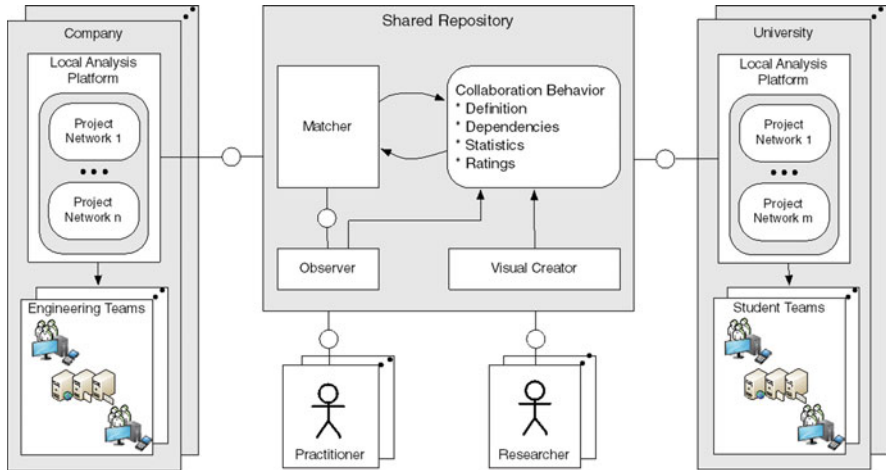 Company
Local Analysis
Platform
Project
Network 1
Project
Network n
Engineering Teams
Shared Repository
Matcher
Collaboration Behavior
* Definition
* Dependencies
* Statistics
* Ratings
Observer
Visual Creator
Practitioner
Researcher
University
Local Analysis
Platform
Project
Network 1
Project
Network m
Student Teams